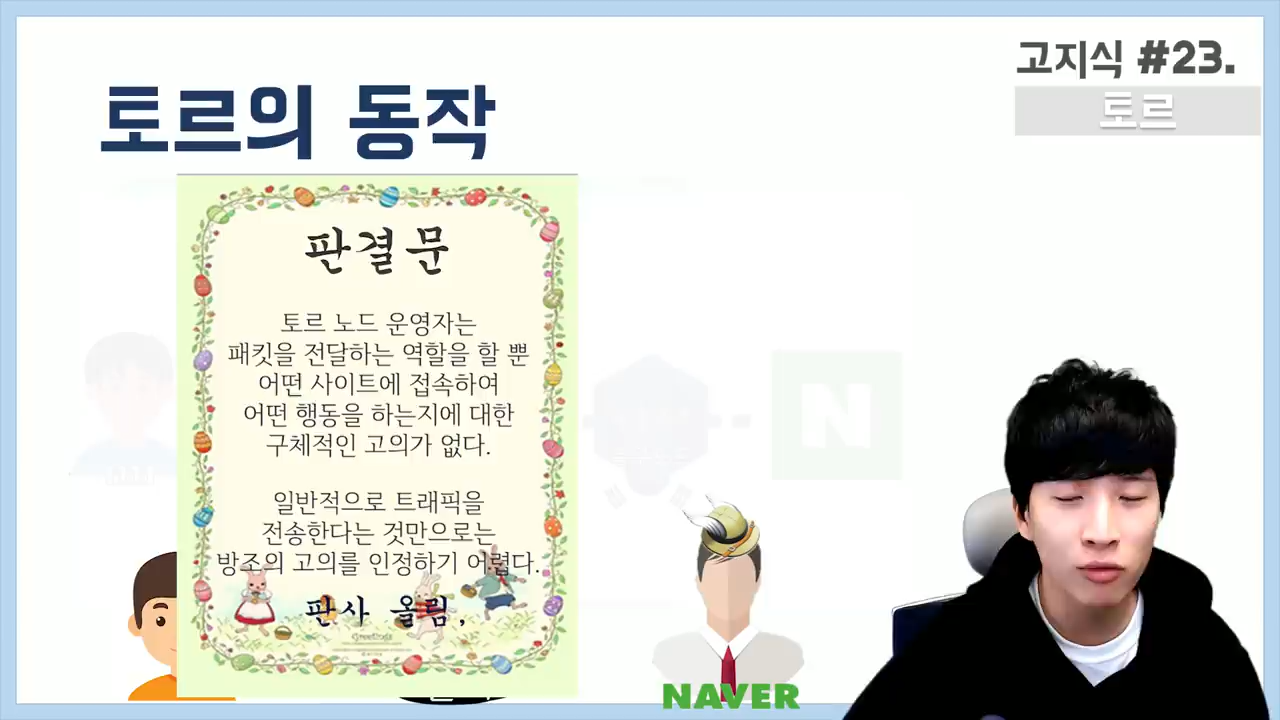 고지식 #23.
토르
토르의 동작
판결문
토르 노드 운영자는
패킷을 전달하는 역할을 할 뿐
어떤 사이트에 접속하여
어떤 행동을 하는지에 대한
구체적인 고의가 없다.
일반적으로 트래픽을
전송한다는 것만으로는
방조의 고의를 인정하기 어렵다.
판사 올림,
Greetings
N
NAVER